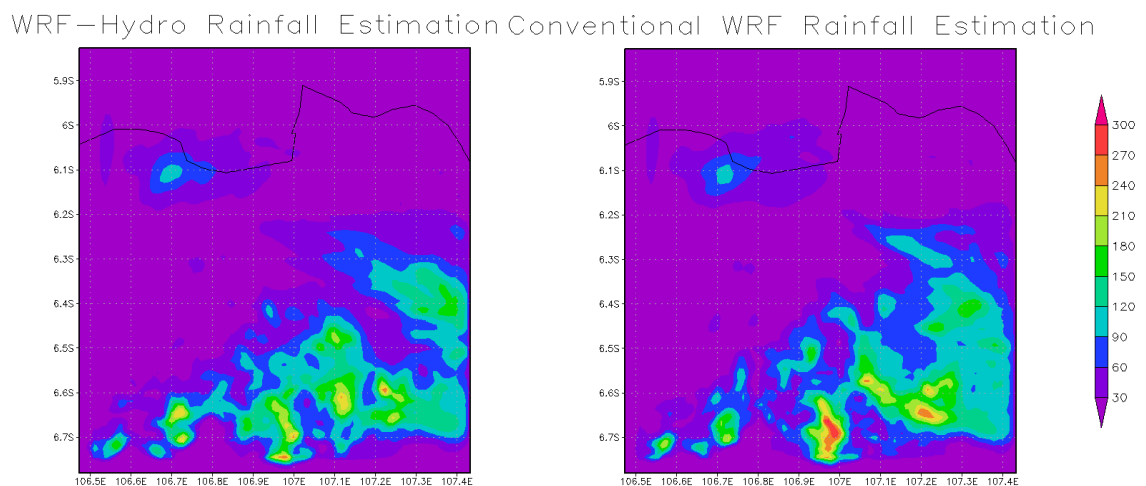 WRF-Hydro Rainfall Estimation
Conventional WRF Rainfall Estimation
5.9S
6S
6.1S
6.2S
6.3S
6.4S
6.5S
6.6S
6.7S
106.5E 106.6E 106.7E 106.8E 106.9E 107E 107.1E 107.2E 107.3E 107.4E
5.9S
6S
6.1S
6.2S
6.3S
6.4S
6.5S
6.6S
6.7S
106.5E 106.6E 106.7E 106.8E 106.9E 107E 107.1E 107.2E 107.3E 107.4E
300
270
240
210
180
150
120
90
60
30